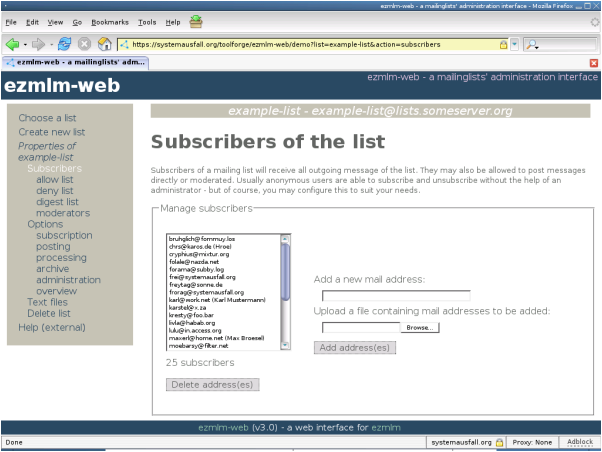 ezmlm-web - a mailinglists' administration interface - Mozilla Firefox
File Edit View Go Bookmarks Tools Help
https://systemausfall.org/toolforge/ezmlm-web/demo?list=example-list&action=subscribers
ezmlm-web - a mailinglists' adm...
ezmlm-web - a mailinglists' administration interface
ezmlm-web
Choose a list
Create new list
Properties of
example-list
Subscribers
allow list
deny list
digest list
moderators
Options
subscription
posting
processing
archive
administration
overview
Text files
Delete list
Help (external)
example-list - example-list@lists.someserver.org
Subscribers of the list
Subscribers of a mailing list will receive all outgoing message of the list. They may also be allowed to post messages
directly or moderated. Usually anonymous users are able to subscribe and unsubscribe without the help of an
administrator - but of course, you may configure this to suit your needs.
Manage subscribers
bruhglich@fommuy.los
chrs@karos.de (Hroe)
cryphius@mixtur.org
folale@nazda.net
forama@subby.log
frei@systemausfall.org
freytag@sonne.de
frorag@systemausfall.org
karl@work.net (Karl Mustermann)
karstel@x.za
kresty@foo.bar
livla@habab.org
lulu@in.access.org
maxerl@home.net (Max Broesel)
moebarsy@filter.net
25 subscribers
Delete address(es)
Add a new mail address:
Upload a file containing mail addresses to be added:
Browse...
Add address(es)
ezmlm-web (v3.0) - a web interface for ezmlm
Done
systemausfall.org
Proxy: None
Adblock